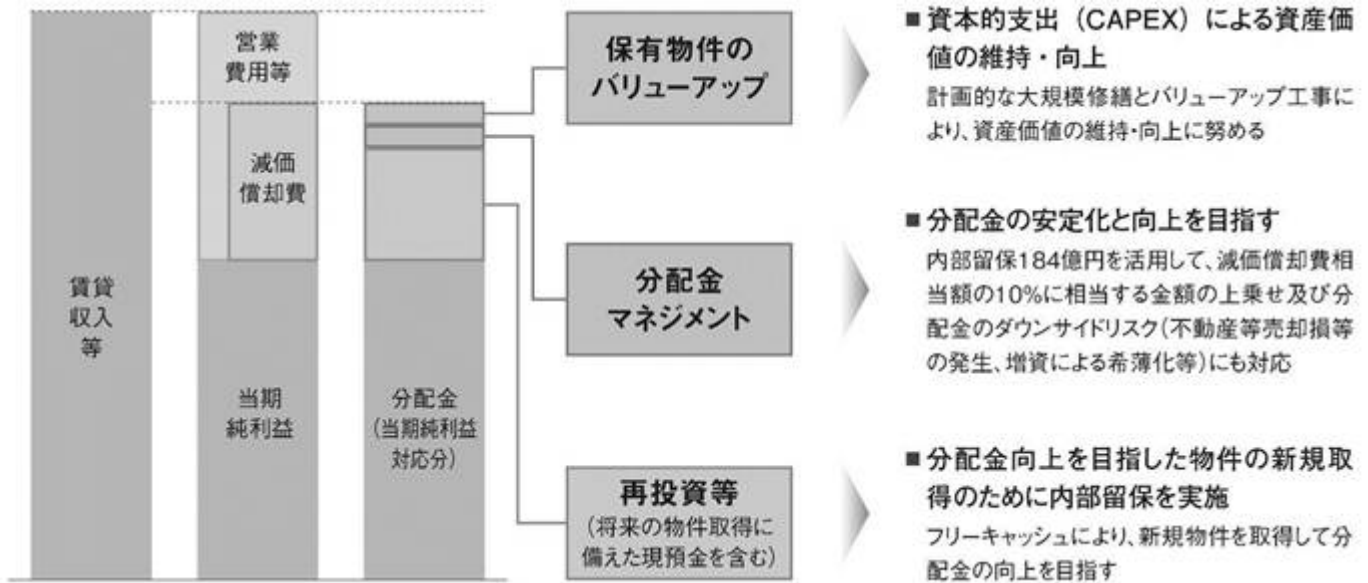 営業
費用等
減価
償却費
賃貸
収入
等
当期
純利益
分配金
(当期純利益
対応分)
保有物件の
バリューアップ
分配金
マネジメント
再投資等
(将来の物件取得に
備えた現預金を含む)
■資本的支出(CAPEX)による資産価
値の維持・向上
計画的な大規模修繕とバリューアップ工事に
より、資産価値の維持・向上に努める
■分配金の安定化と向上を目指す
内部留保184億円を活用して、減価償却費相
当額の10%に相当する金額の上乗せ及び分
配金のダウンサイドリスク(不動産等売却損等
の発生、増資による希薄化等)にも対応
■分配金向上を目指した物件の新規取
得のために内部留保を実施
フリーキャッシュにより、新規物件を取得して分
配金の向上を目指す